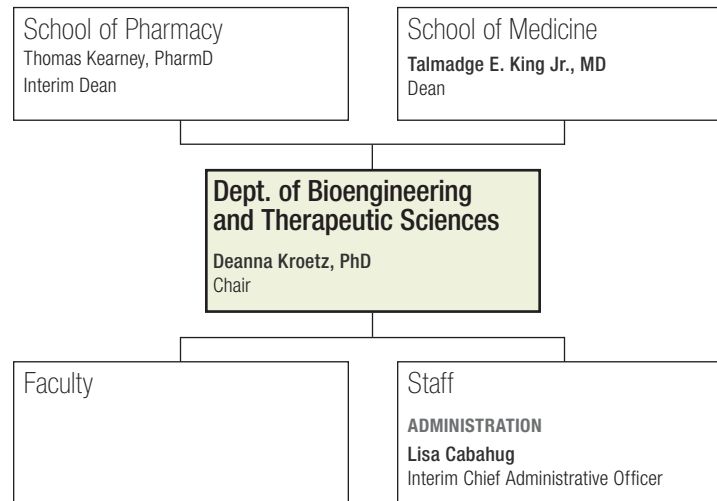 School of Pharmacy
Thomas Kearney, PharmD
Interim Dean
School of Medicine
Talmadge E. King Jr., MD
Dean
Dept. of Bioengineering
and Therapeutic Sciences
Deanna Kroetz, PhD
Chair
Faculty
Staff
ADMINISTRATION
Lisa Cabahug
Interim Chief Administrative Officer